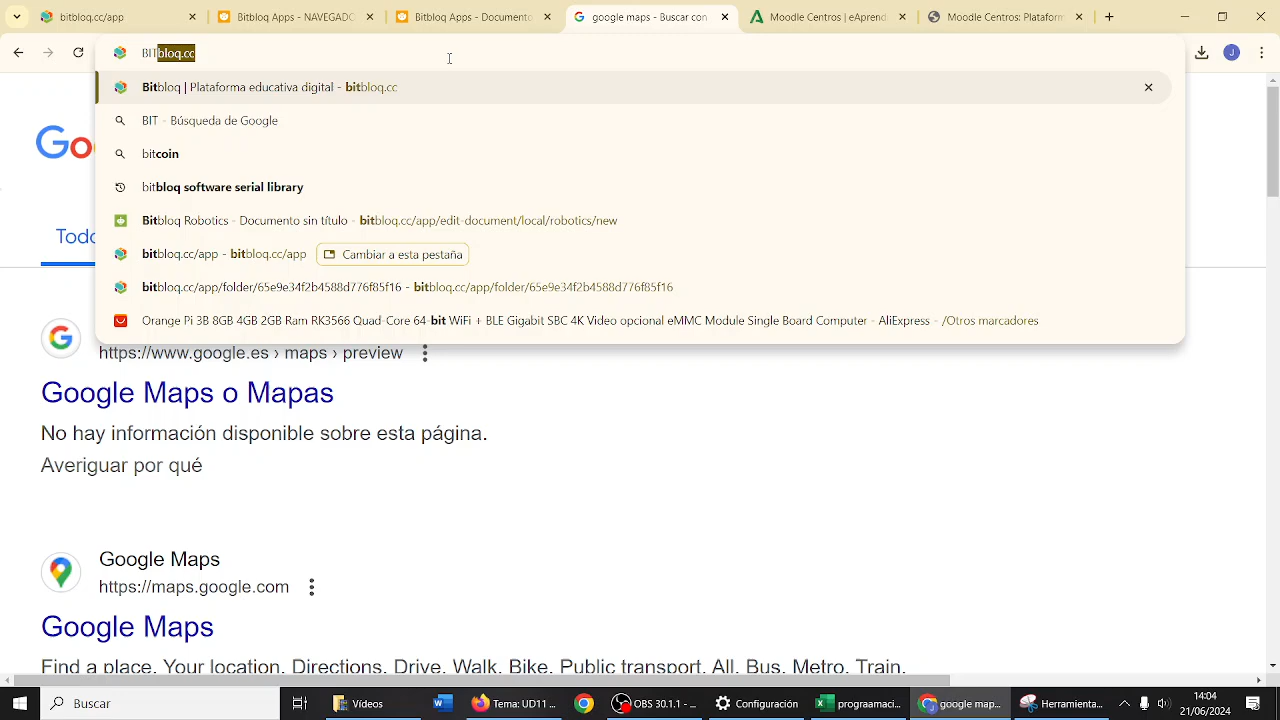 bitbloq.cc/app
Bitbloq Apps - NAVEGADO
Bitbloq Apps - Documento
google maps - Buscar con
Moodle Centros | eAprend
Moodle Centros: Platafor
BITbloq.cc
J
Bitbloq | Plataforma educativa digital - bitbloq.cc
BIT - Búsqueda de Google
bitcoin
bitbloq software serial library
Bitbloq Robotics - Documento sin título - bitbloq.cc/app/edit-document/local/robotics/new
bitbloq.cc/app - bitbloq.cc/app Cambiar a esta pestaña
bitbloq.cc/app/folder/65e9e34f2b4588d776f85f16 - bitbloq.cc/app/folder/65e9e34f2b4588d776f85f16
Orange Pi 3B 8GB 4GB 2GB Ram RK3566 Quad-Core 64-bit WiFi + BLE Gigabit SBC 4K Video opcional eMMC Module Single Board Computer - AliExpress - /Otros marcadores
Goo
Todo
https://www.google.es › maps › preview
Google Maps o Mapas
No hay información disponible sobre esta página.
Averiguar por qué
Google Maps
https://maps.google.com
Google Maps
Find a place. Your location. Directions. Drive. Walk. Bike. Public transport. All. Bus. Metro. Train.
Buscar
Vídeos
Tema: UD11 ...
OBS 30.1.1 - ...
Configuración
prograamaci...
google map...
Herramienta...
14:04
21/06/2024